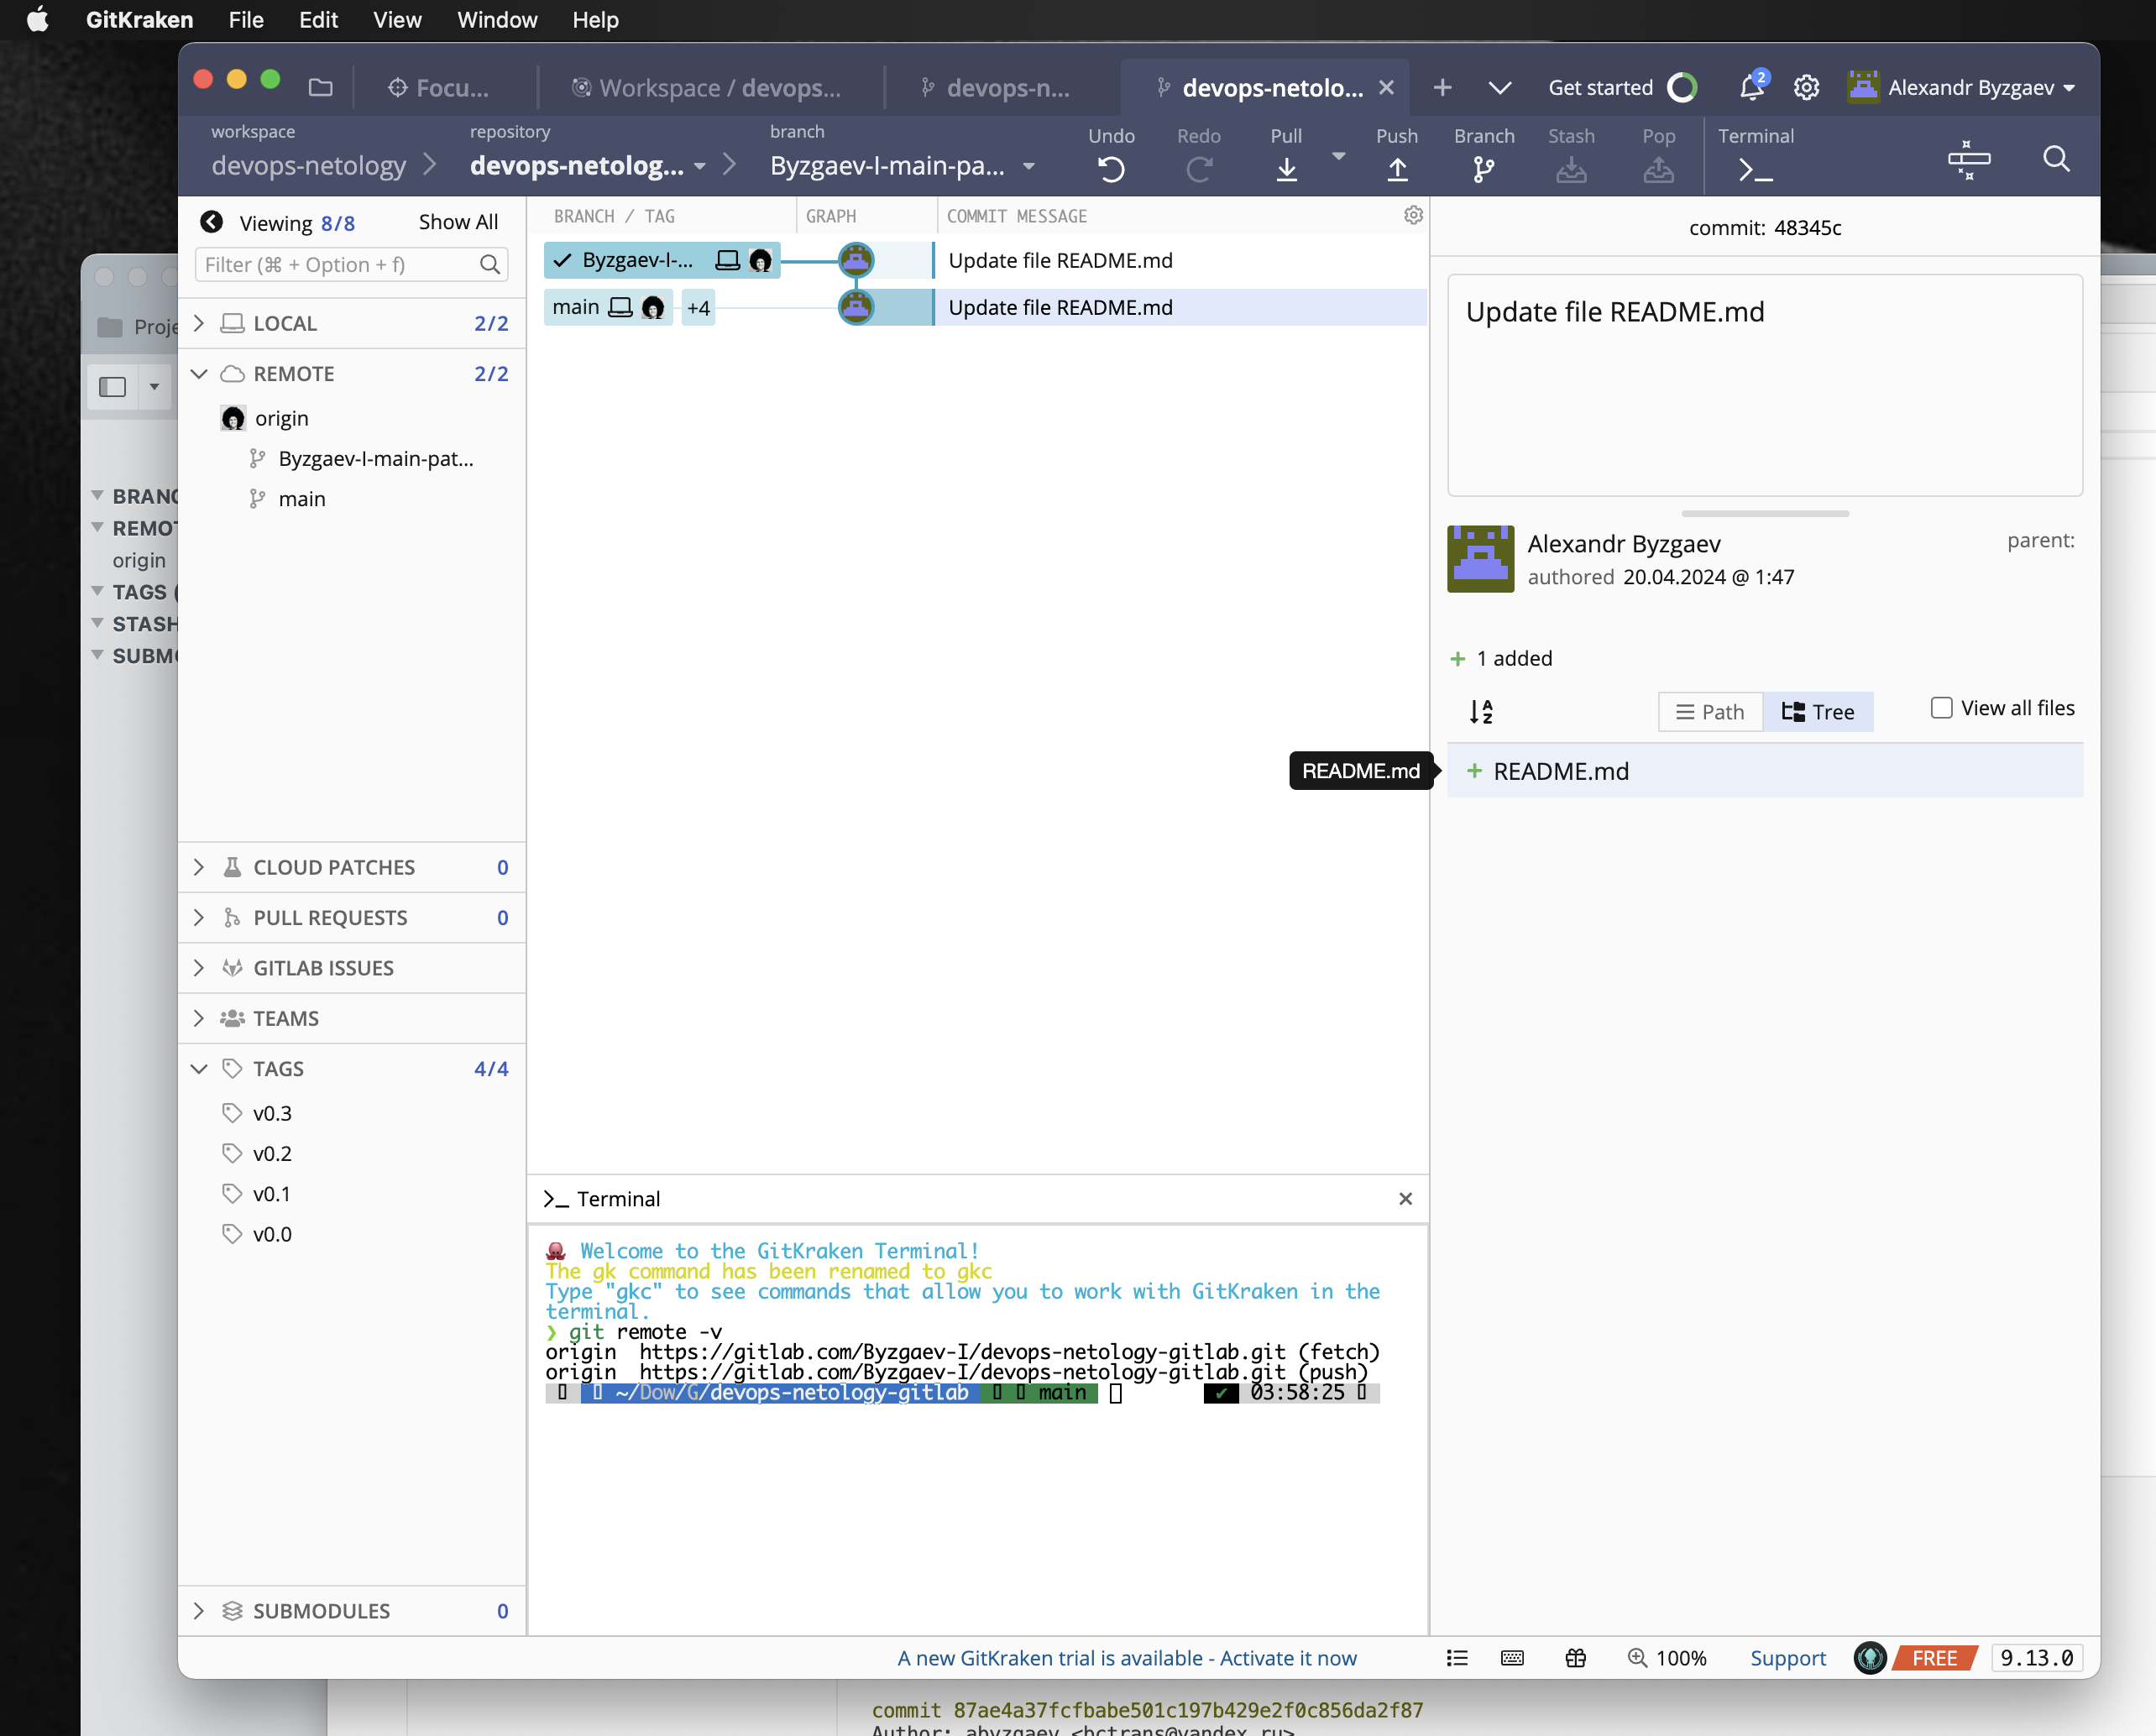 GitKraken File Edit View Window Help
Focu... Workspace / devops... devops-n... devops-netolo... Get started 2 Alexandr Byzgaev
workspace repository branch Undo Redo Pull Push Branch Stash Pop Terminal
devops-netology devops-netolog... Byzgaev-I-main-pa...
Viewing 8/8 Show All
Filter (⌘ + Option + f)
LOCAL 2/2
REMOTE 2/2
origin
Byzgaev-I-main-pat...
main
CLOUD PATCHES 0
PULL REQUESTS 0
GITLAB ISSUES
TEAMS
TAGS 4/4
v0.3
v0.2
v0.1
v0.0
SUBMODULES 0
BRANCH / TAG GRAPH COMMIT MESSAGE
Byzgaev-I-... Update file README.md
main +4 Update file README.md
Terminal
Welcome to the GitKraken Terminal!
The gk command has been renamed to gkc
Type "gkc" to see commands that allow you to work with GitKraken in the
terminal.
❯ git remote -v
origin https://gitlab.com/Byzgaev-I/devops-netology-gitlab.git (fetch)
origin https://gitlab.com/Byzgaev-I/devops-netology-gitlab.git (push)
~/Dow/G/devops-netology-gitlab main ✔ 03:58:25
commit: 48345c
Update file README.md
Alexandr Byzgaev
authored 20.04.2024 @ 1:47
parent:
+ 1 added
A Z Path Tree View all files
README.md
+ README.md
A new GitKraken trial is available - Activate it now 100% Support FREE 9.13.0
Proje
BRANC
REMOT
origin
TAGS (
STASH
SUBM
commit 87ae4a37fcfbabe501c197b429e2f0c856da2f87
Author: abyzgaev <bctrans@yandex.ru>